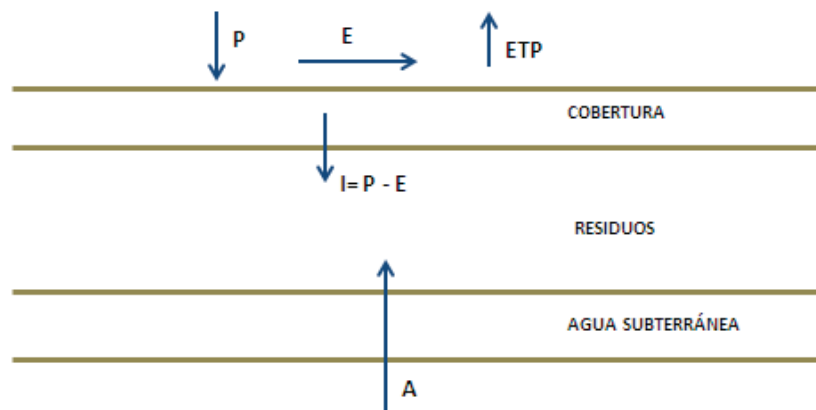 P
E
ETP
COBERTURA
I= P - E
RESIDUOS
AGUA SUBTERRÁNEA
A